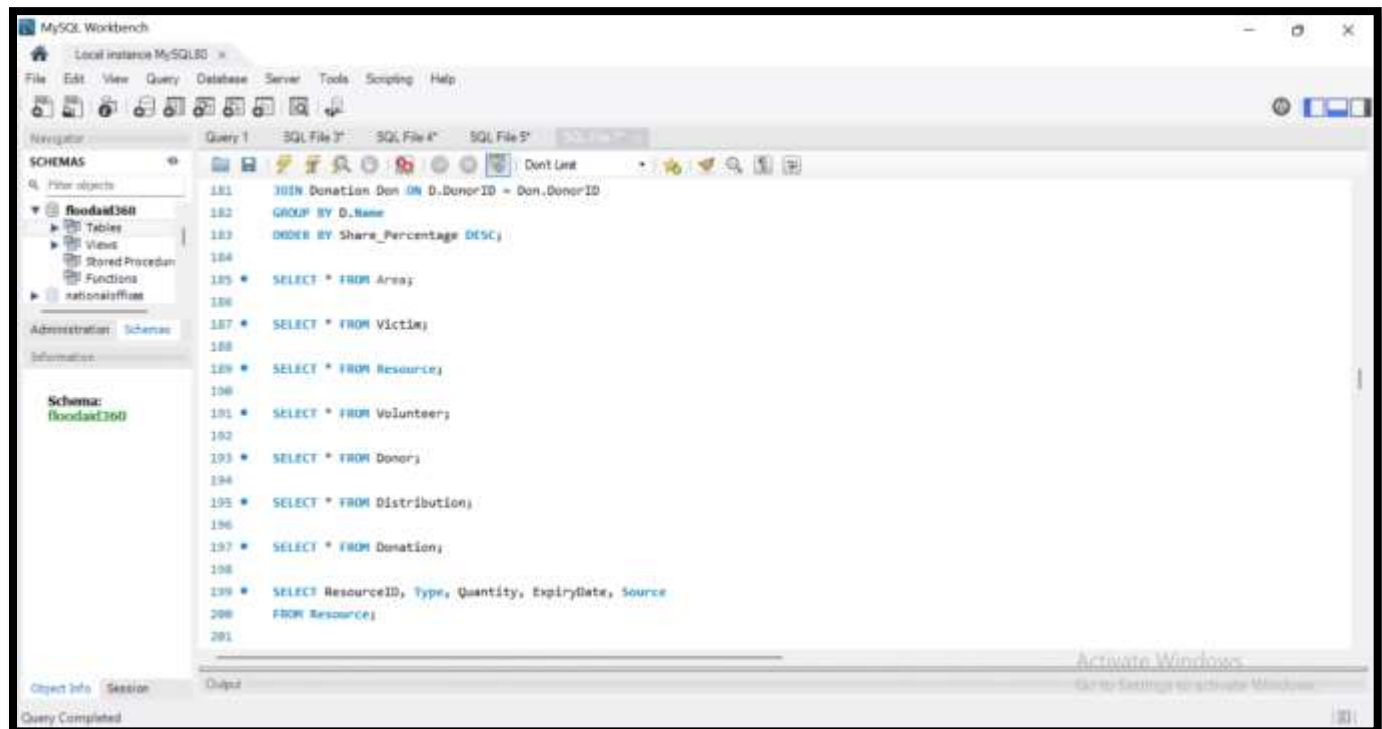 MySQL Workbench
Local instance MySQL80 ×
File Edit View Query Database Server Tools Scripting Help
Navigator
Query 1 SQL File 3* SQL File 4* SQL File 5*
SCHEMAS
Don't Limit
Filter objects
floodaid360
Tables
Views
Stored Procedur
Functions
nationaloffices
Administration Schemas
Information
Schema:
floodaid360
181 JOIN Donation Don ON D.DonorID = Don.DonorID
182 GROUP BY D.Name
183 ORDER BY Share_Percentage DESC;
184
185 SELECT * FROM Area;
186
187 SELECT * FROM Victim;
188
189 SELECT * FROM Resource;
190
191 SELECT * FROM Volunteer;
192
193 SELECT * FROM Donor;
194
195 SELECT * FROM Distribution;
196
197 SELECT * FROM Donation;
198
199 SELECT ResourceID, Type, Quantity, ExpiryDate, Source
200 FROM Resource;
201
Activate Windows
Go to Settings to activate Windows.
Object Info Session
Output
Query Completed